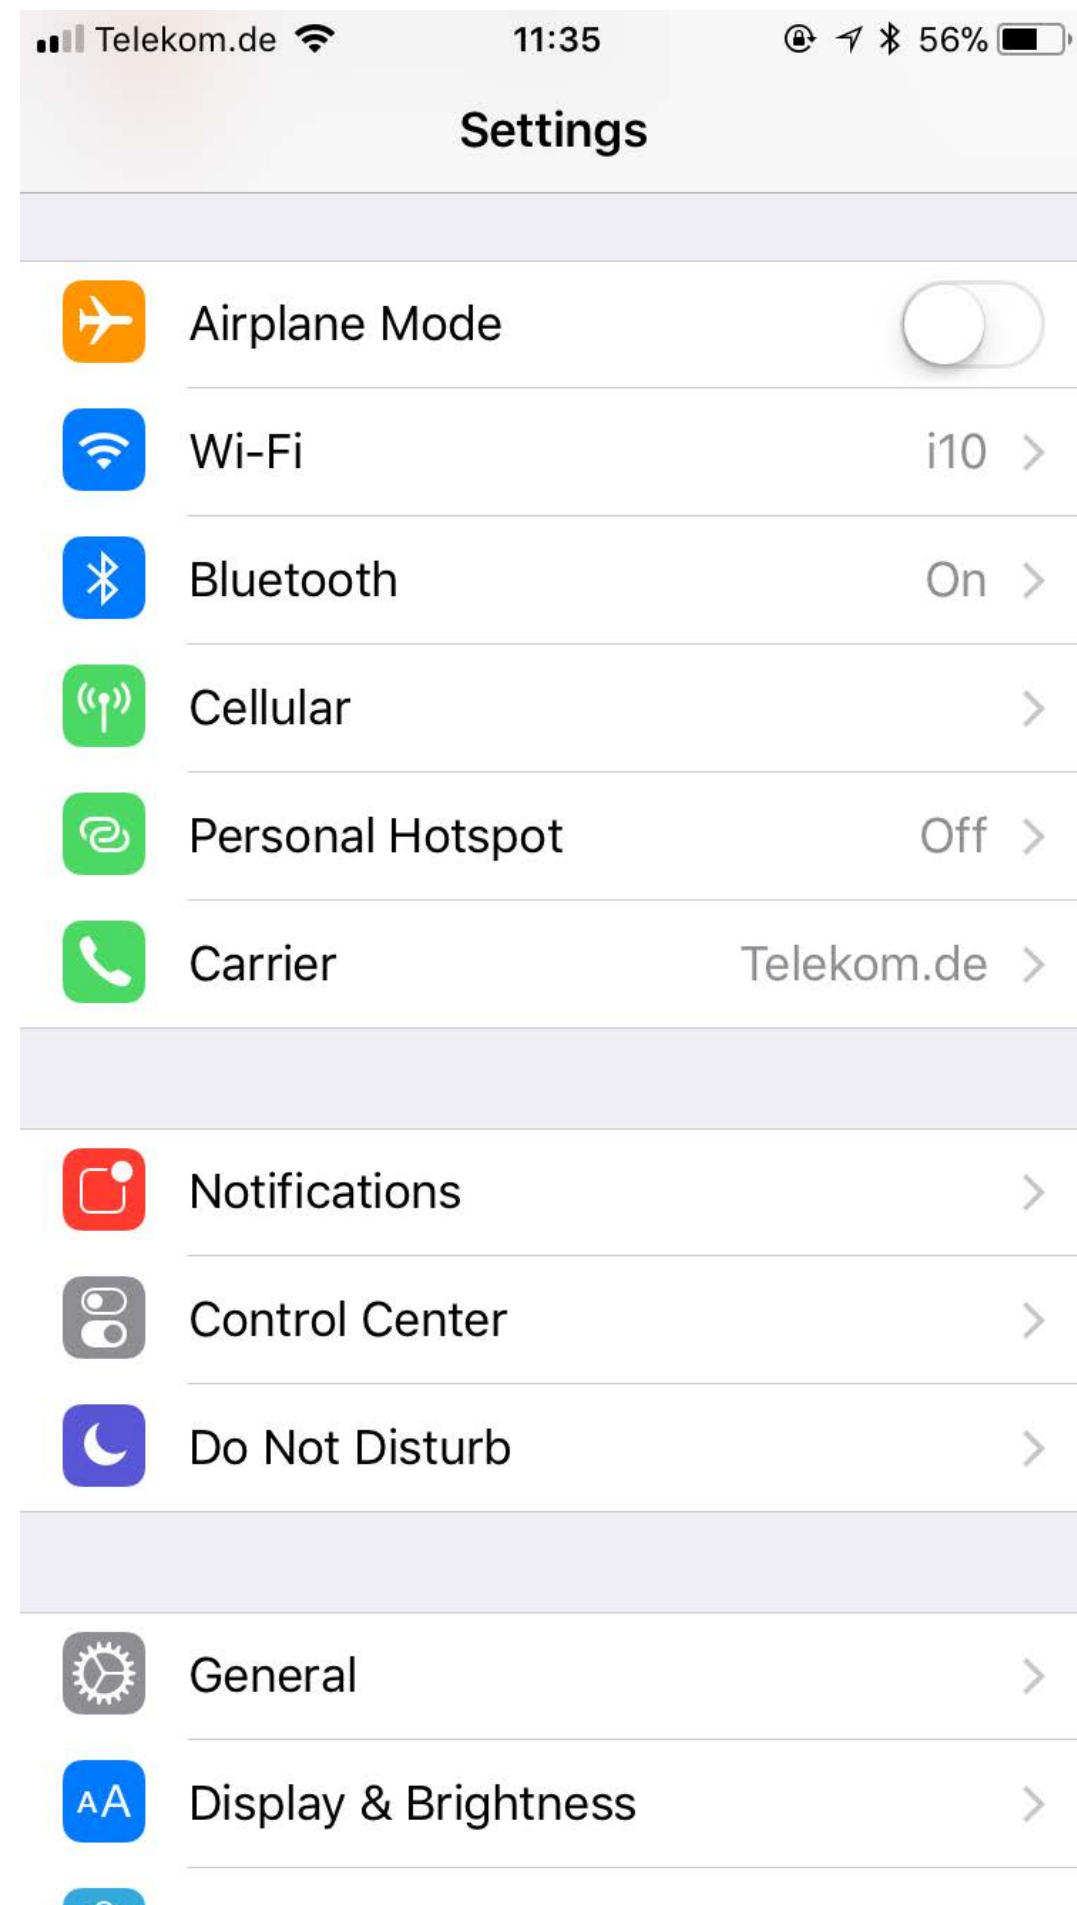 Telekom.de 11:35 56%
Settings
Airplane Mode
Wi-Fi i10
Bluetooth On
Cellular
Personal Hotspot Off
Carrier Telekom.de
Notifications
Control Center
Do Not Disturb
General
AA Display & Brightness